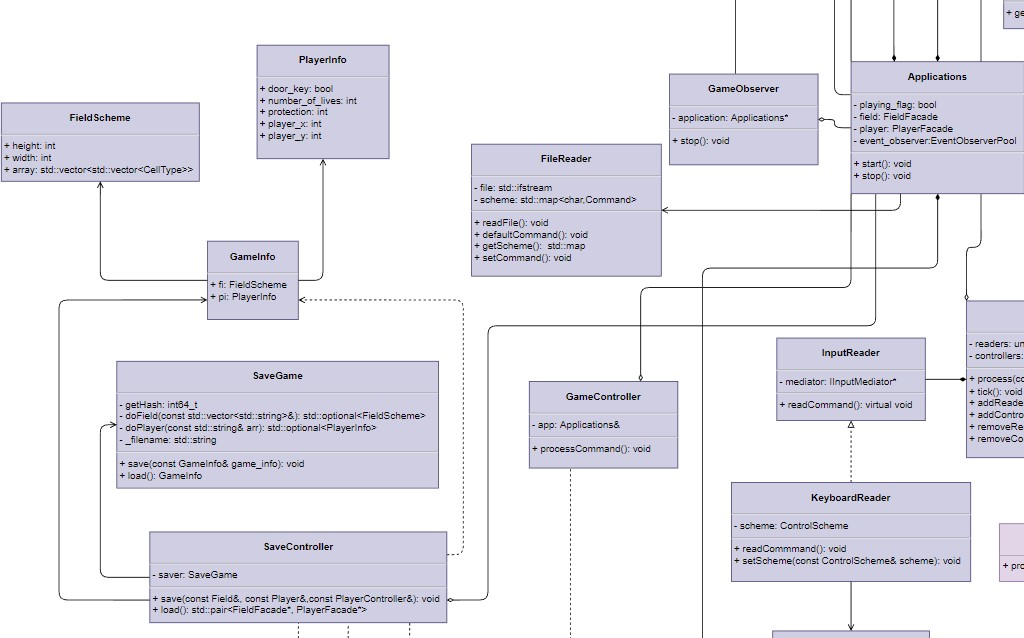 PlayerInfo
+ door_key: bool
+ number_of_lives: int
+ protection: int
+ player_x: int
+ player_y: int
FieldScheme
+ height: int
+ width: int
+ array: std::vector<std::vector<CellType>>
GameInfo
+ fi: FieldScheme
+ pi: PlayerInfo
SaveGame
- getHash: int64_t
- doField(const std::vector<std::string>&): std::optional<FieldScheme>
- doPlayer(const std::string& arr): std::optional<PlayerInfo>
- _filename: std::string
+ save(const GameInfo& game_info): void
+ load(): GameInfo
SaveController
- saver: SaveGame
+ save(const Field&, const Player&,const PlayerController&): void
+ load(): std::pair<FieldFacade*, PlayerFacade*>
FileReader
- file: std::ifstream
- scheme: std::map<char,Command>
+ readFile(): void
+ defaultCommand(): void
+ getScheme(): std::map
+ setCommand(): void
GameObserver
- application: Applications*
+ stop(): void
+ ge
Applications
- playing_flag: bool
- field: FieldFacade
- player: PlayerFacade
- event_observer:EventObserverPool
+ start(): void
+ stop(): void
GameController
- app: Applications&
+ processCommand(): void
InputReader
- mediator: IInputMediator*
+ readCommand(): virtual void
- readers: un
- controllers:
+ process(co
+ tick(): void
+ addReade
+ addContro
+ removeRe
+ removeCo
KeyboardReader
- scheme: ControlScheme
+ readCommmand(): void
+ setScheme(const ControlScheme& scheme): void
+ pro